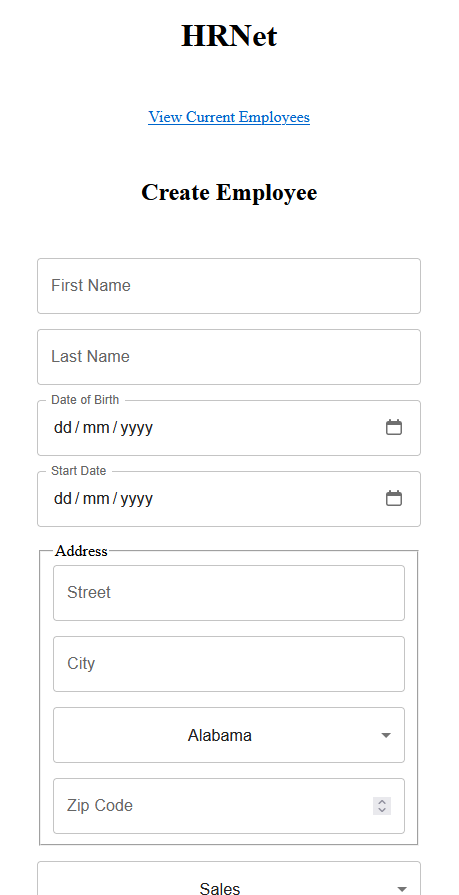 HRNet
View Current Employees
Create Employee
First Name
Last Name
Date of Birth
dd/mm/yyyy
Start Date
dd/mm/yyyy
Address
Street
City
Alabama
Zip Code
Sales